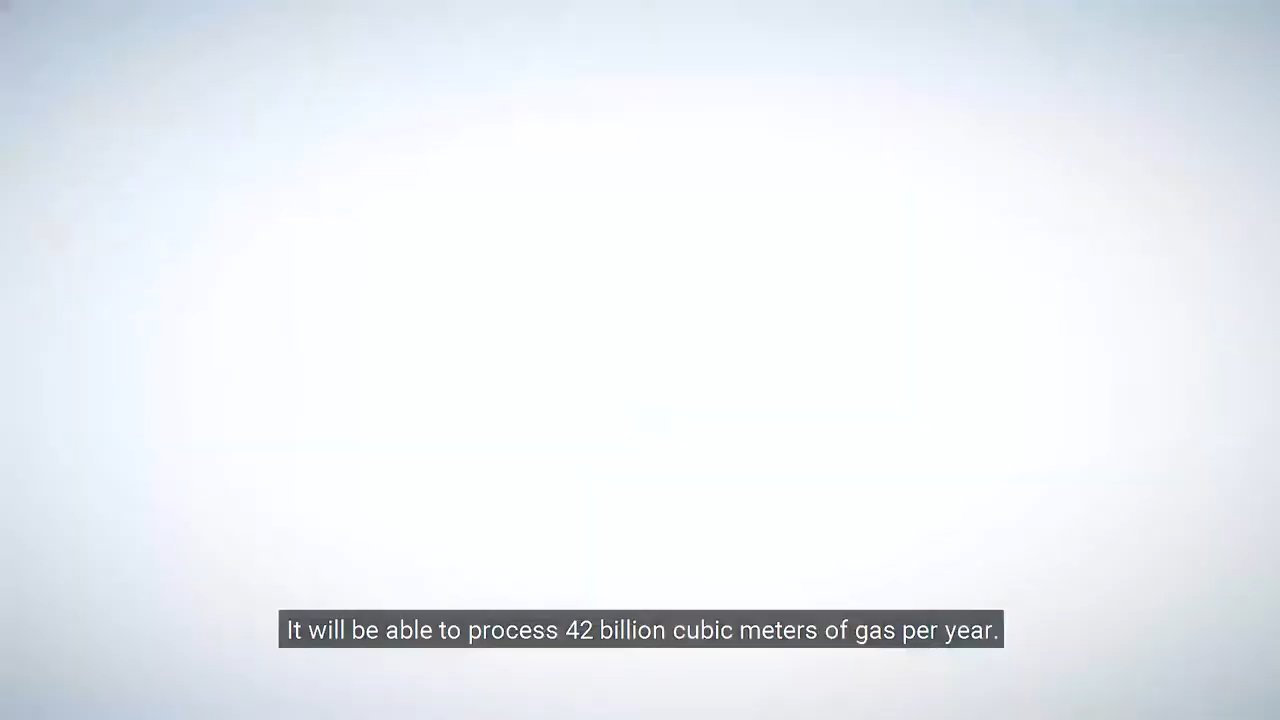 It will be able to process 42 billion cubic meters of gas per year.